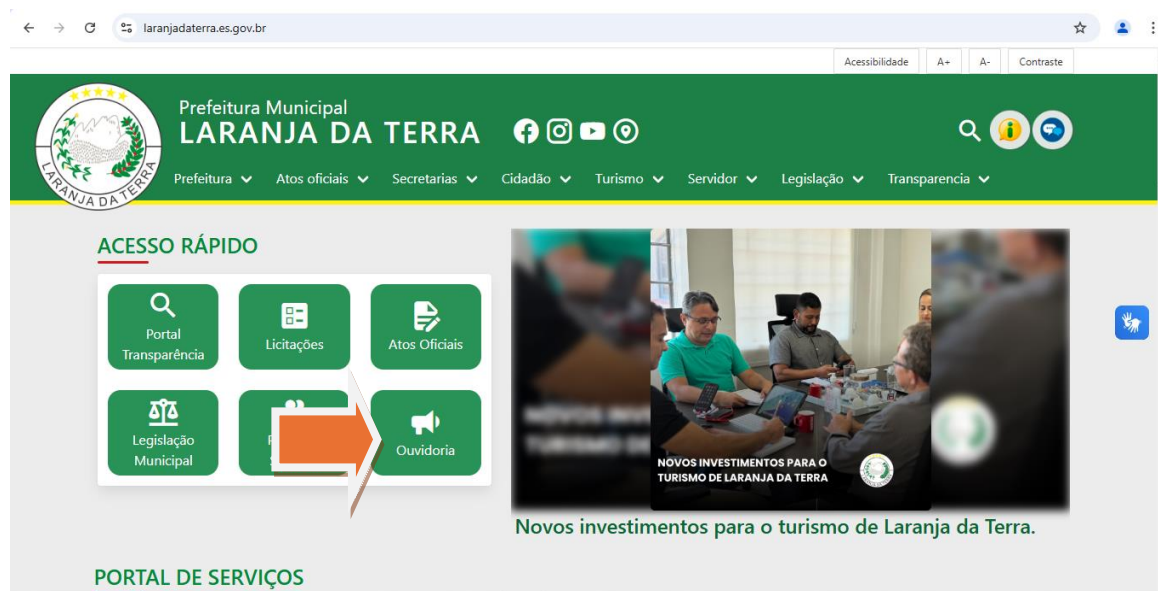 laranjadaterra.es.gov.br
Acessibilidade A+ A- Contraste
Prefeitura Municipal
LARANJA DA TERRA
LARANJA DA TERRA
Prefeitura Atos oficiais Secretarias Cidadão Turismo Servidor Legislação Transparencia
ACESSO RÁPIDO
Portal
Transparência
Licitações
Atos Oficiais
Legislação
Municipal
Ouvidoria
NOVOS INVESTIMENTOS PARA O
TURISMO DE LARANJA DA TERRA
Novos investimentos para o turismo de Laranja da Terra.
PORTAL DE SERVIÇOS